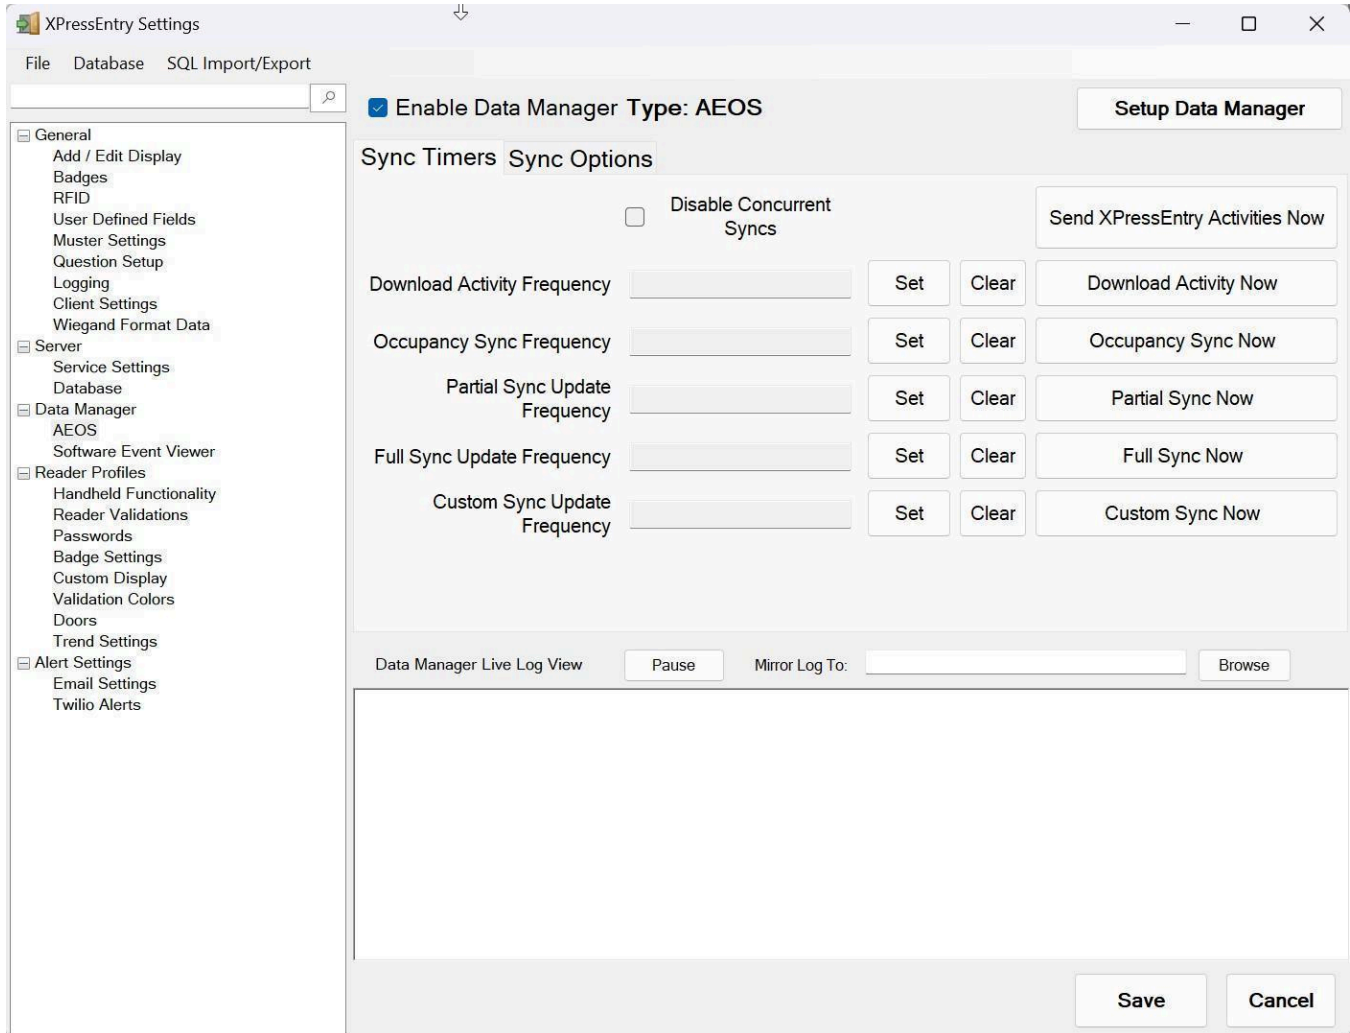 XPressEntry Settings
File Database SQL Import/Export
Enable Data Manager Type: AEOS
Setup Data Manager
General
Add / Edit Display
Badges
RFID
User Defined Fields
Muster Settings
Question Setup
Logging
Client Settings
Wiegand Format Data
Server
Service Settings
Database
Data Manager
AEOS
Software Event Viewer
Reader Profiles
Handheld Functionality
Reader Validations
Passwords
Badge Settings
Custom Display
Validation Colors
Doors
Trend Settings
Alert Settings
Email Settings
Twilio Alerts
Sync Timers Sync Options
Disable Concurrent
Syncs
Send XPressEntry Activities Now
Download Activity Frequency Set Clear Download Activity Now
Occupancy Sync Frequency Set Clear Occupancy Sync Now
Partial Sync Update
Frequency Set Clear Partial Sync Now
Full Sync Update Frequency Set Clear Full Sync Now
Custom Sync Update
Frequency Set Clear Custom Sync Now
Data Manager Live Log View Pause Mirror Log To: Browse
Save Cancel